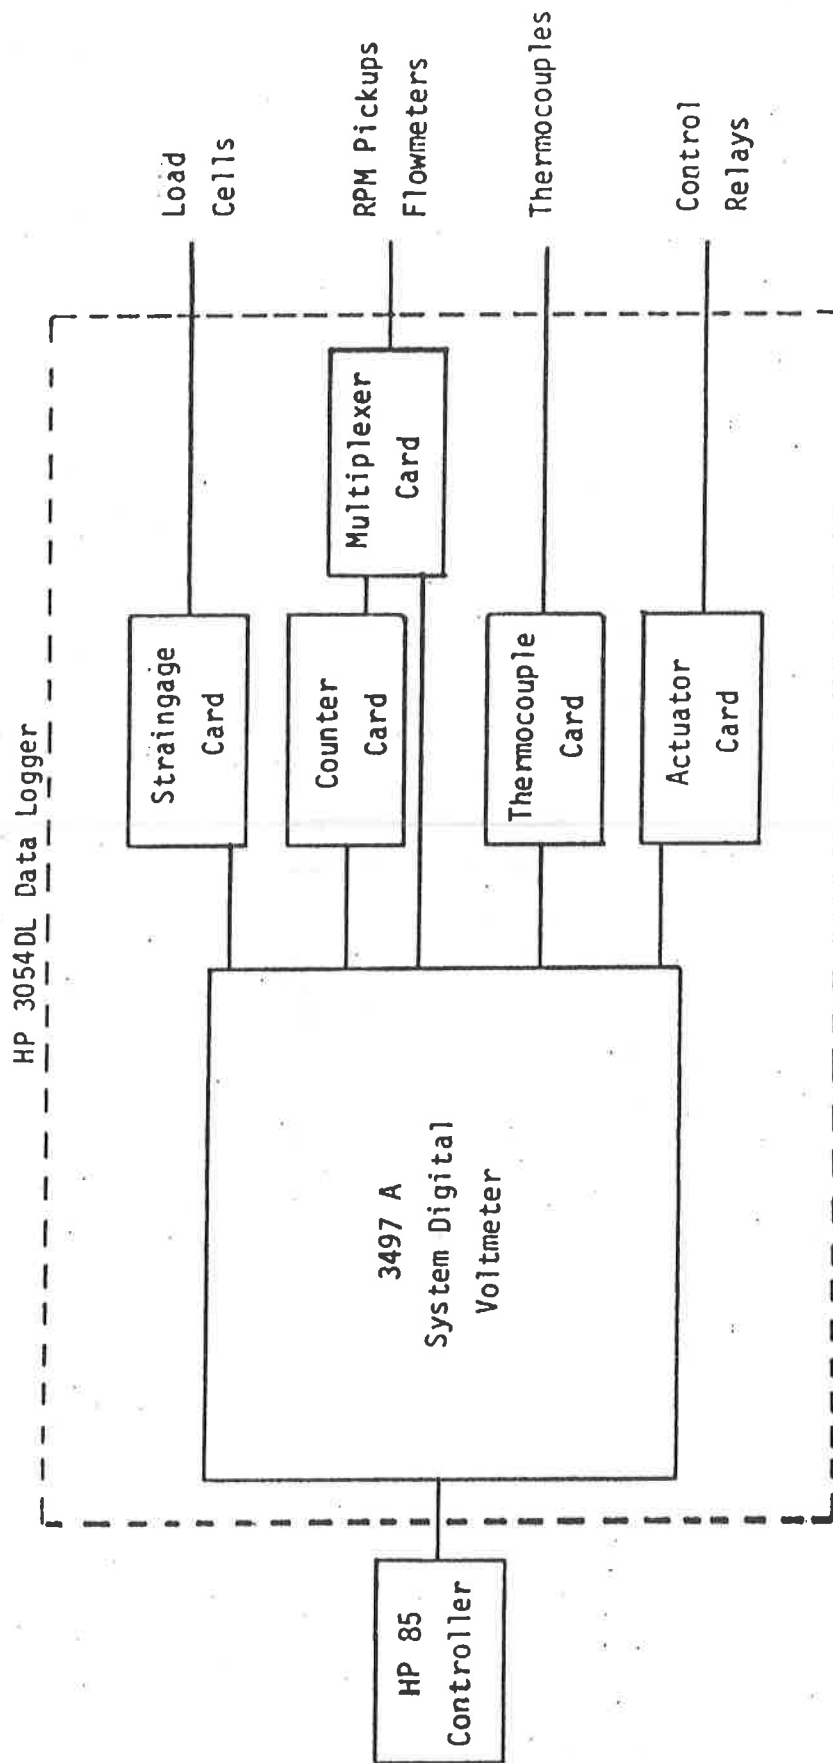 HP 3054DL Data Logger
HP 85
Controller
3497 A
System Digital
Voltmeter
Straingage
Card
Counter
Card
Multiplexer
Card
Thermocouple
Card
Actuator
Card
Load
Cells
RPM Pickups
Flowmeters
Thermocouples
Control
Relays